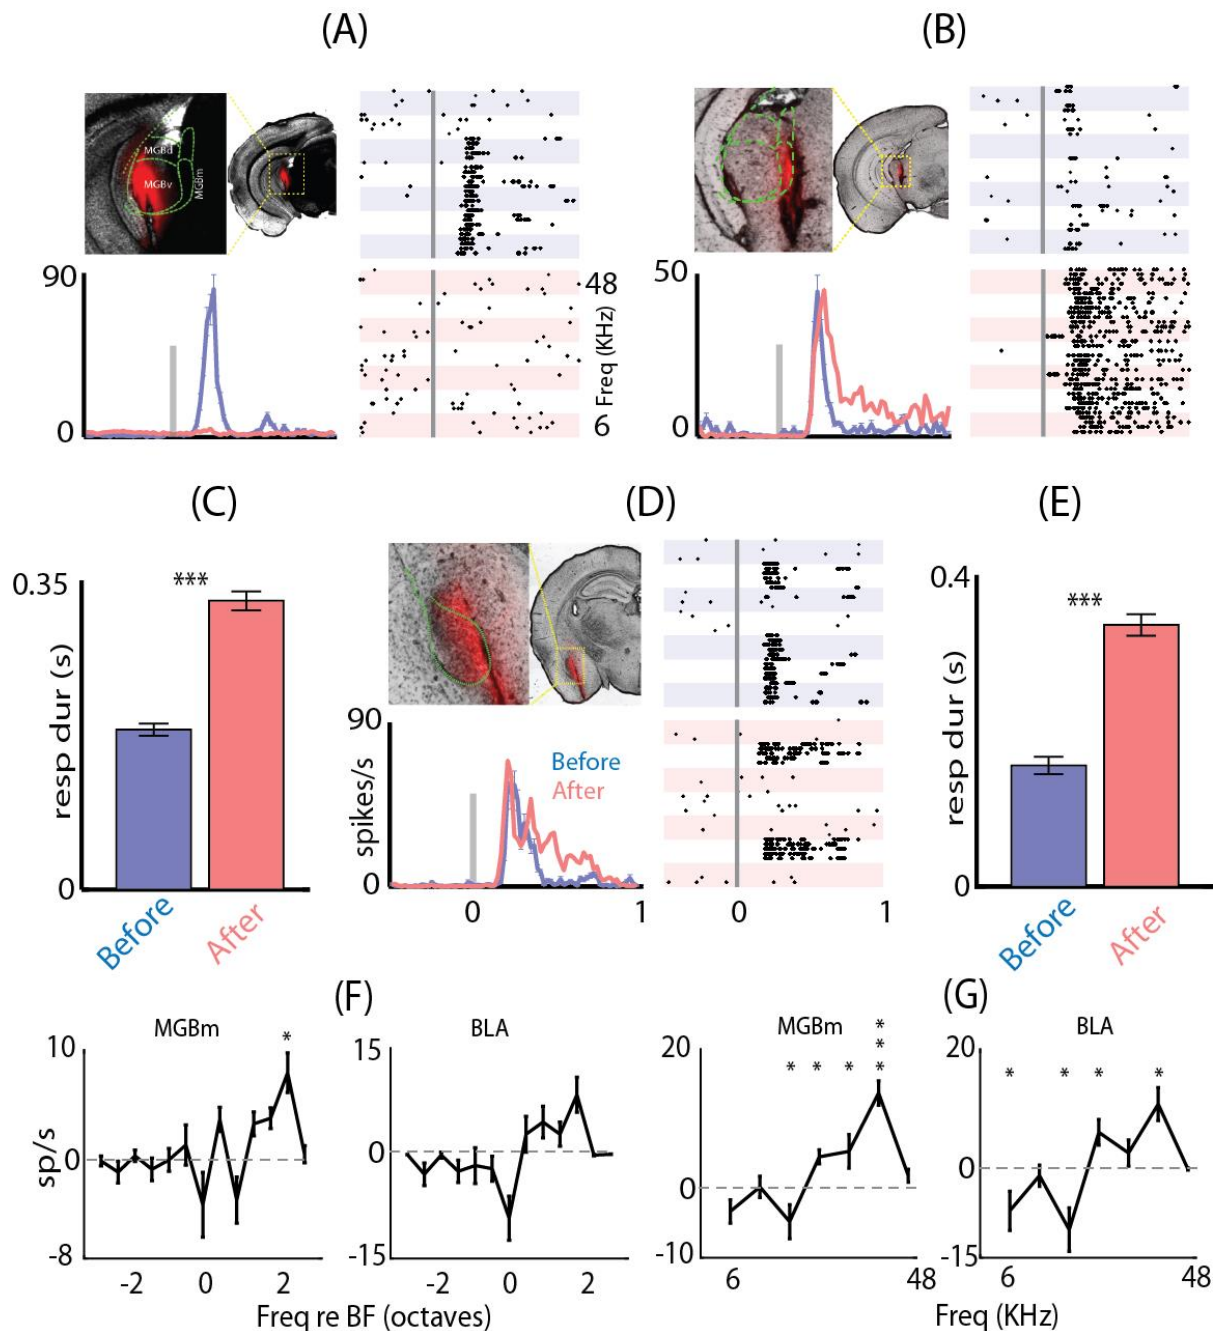 (A)
(B)
MGBd
MGBv
MGBm
90
0
48
Freq (KHz)
6
50
0
(C)
(D)
(E)
0.35
***
resp dur (s)
0
Before
After
90
spikes/s
0
Before
After
0
1
0
1
0.4
***
resp dur (s)
0
Before
After
(F)
(G)
MGBm
*
10
sp/s
0
-8
-2
0
2
BLA
15
0
-15
-2
0
2
Freq re BF (octaves)
MGBm
20
* * * ***
0
-10
6
48
BLA
20
* * * *
0
-15
6
48
Freq (KHz)